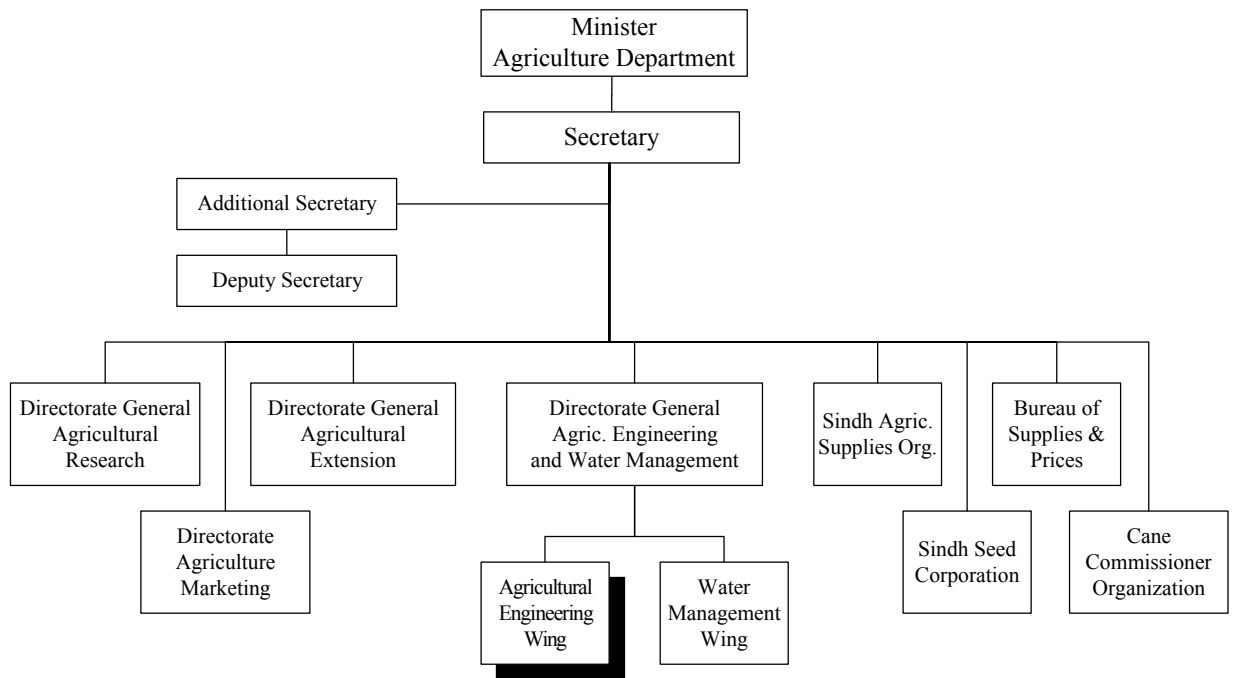 Minister
Agriculture Department
Secretary
Additional Secretary
Deputy Secretary
Directorate General
Agricultural
Research
Directorate General
Agricultural
Extension
Directorate General
Agric. Engineering
and Water Management
Sindh Agric.
Supplies Org.
Bureau of
Supplies &
Prices
Directorate
Agriculture
Marketing
Sindh Seed
Corporation
Cane
Commissioner
Organization
Agricultural
Engineering
Wing
Water
Management
Wing